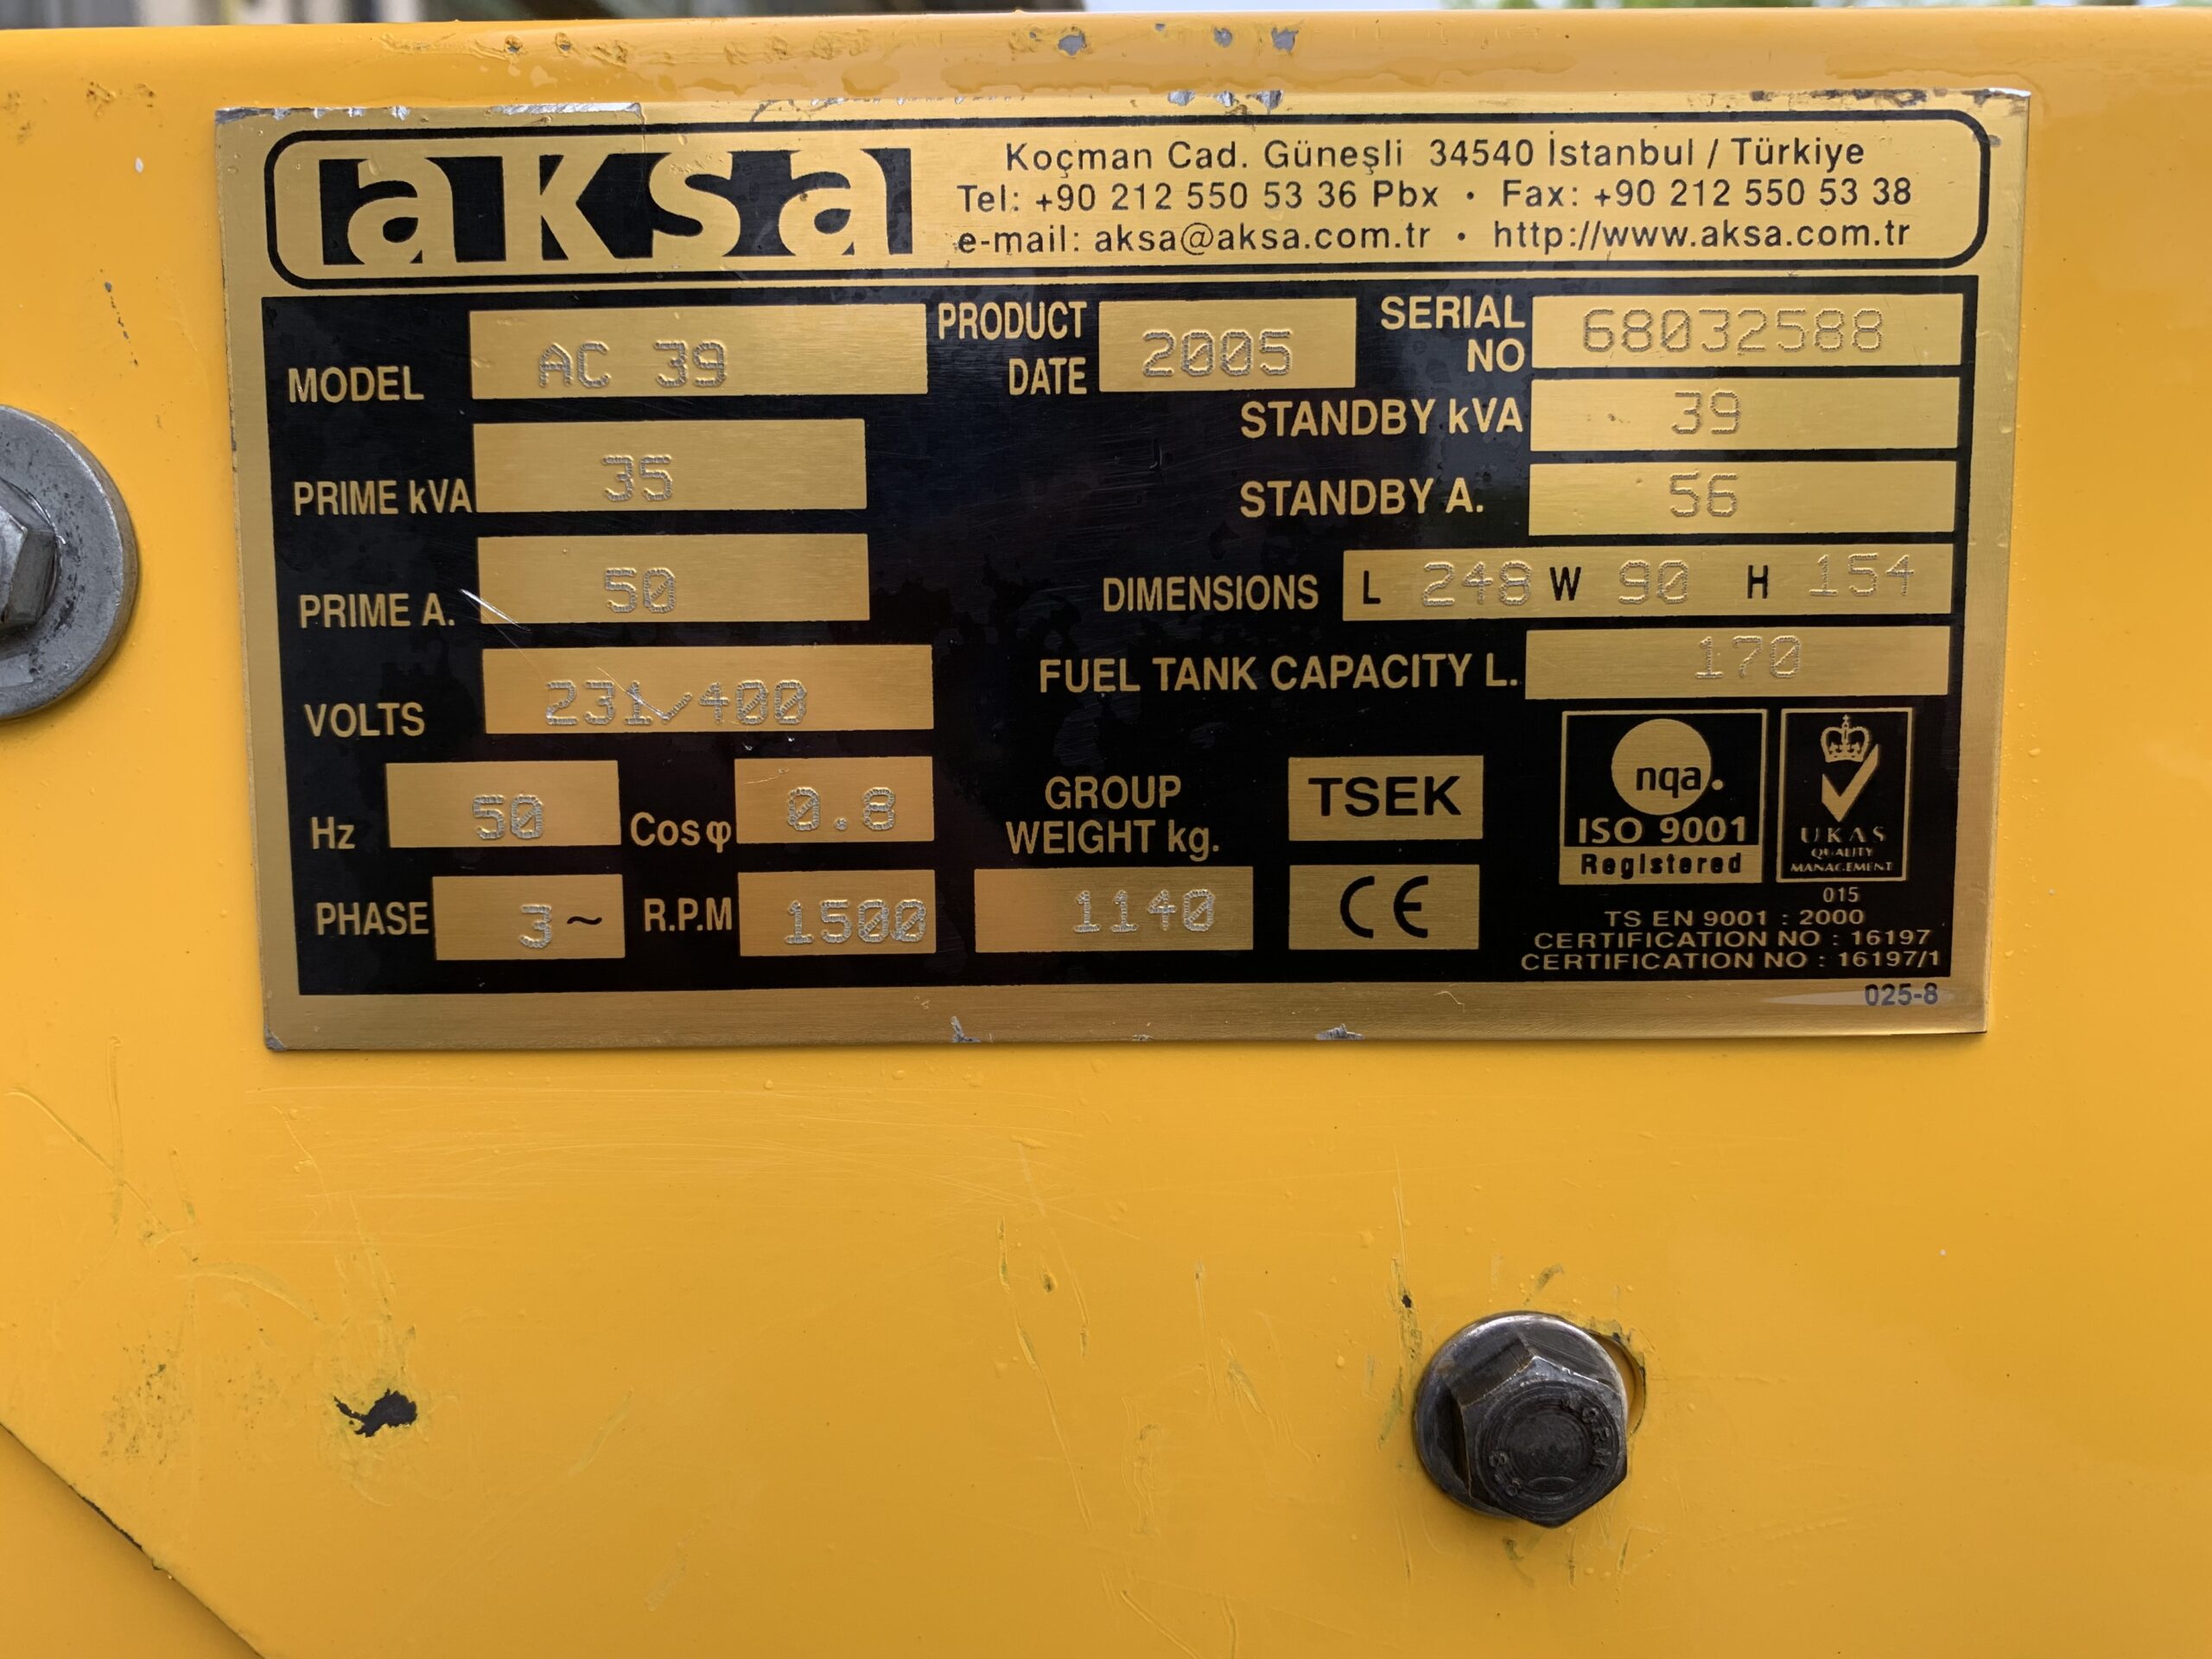 aksa
Koçman Cad. Güneşli 34540 İstanbul / Türkiye
Tel: +90 212 550 53 36 Pbx • Fax: +90 212 550 53 38
e-mail: aksa@aksa.com.tr • http://www.aksa.com.tr
MODEL AC 39
PRODUCT DATE 2005
SERIAL NO 68032588
PRIME kVA 35
STANDBY kVA 39
PRIME A. 50
STANDBY A. 56
DIMENSIONS L 248 W 90 H 154
VOLTS 231/400
FUEL TANK CAPACITY L. 170
Hz 50 Cosφ 0.8
PHASE 3~ R.P.M 1500
GROUP WEIGHT kg. 1140
TSEK
CE
nqa.
ISO 9001
Registered
UKAS
QUALITY
MANAGEMENT
015
TS EN 9001 : 2000
CERTIFICATION NO : 16197
CERTIFICATION NO : 16197/1
025-8
8.8